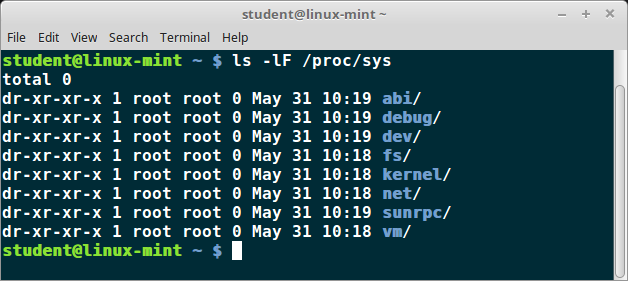 student@linux-mint ~
File Edit View Search Terminal Help
student@linux-mint ~ $ ls -lF /proc/sys
total 0
dr-xr-xr-x 1 root root 0 May 31 10:19 abi/
dr-xr-xr-x 1 root root 0 May 31 10:19 debug/
dr-xr-xr-x 1 root root 0 May 31 10:19 dev/
dr-xr-xr-x 1 root root 0 May 31 10:18 fs/
dr-xr-xr-x 1 root root 0 May 31 10:18 kernel/
dr-xr-xr-x 1 root root 0 May 31 10:18 net/
dr-xr-xr-x 1 root root 0 May 31 10:19 sunrpc/
dr-xr-xr-x 1 root root 0 May 31 10:18 vm/
student@linux-mint ~ $